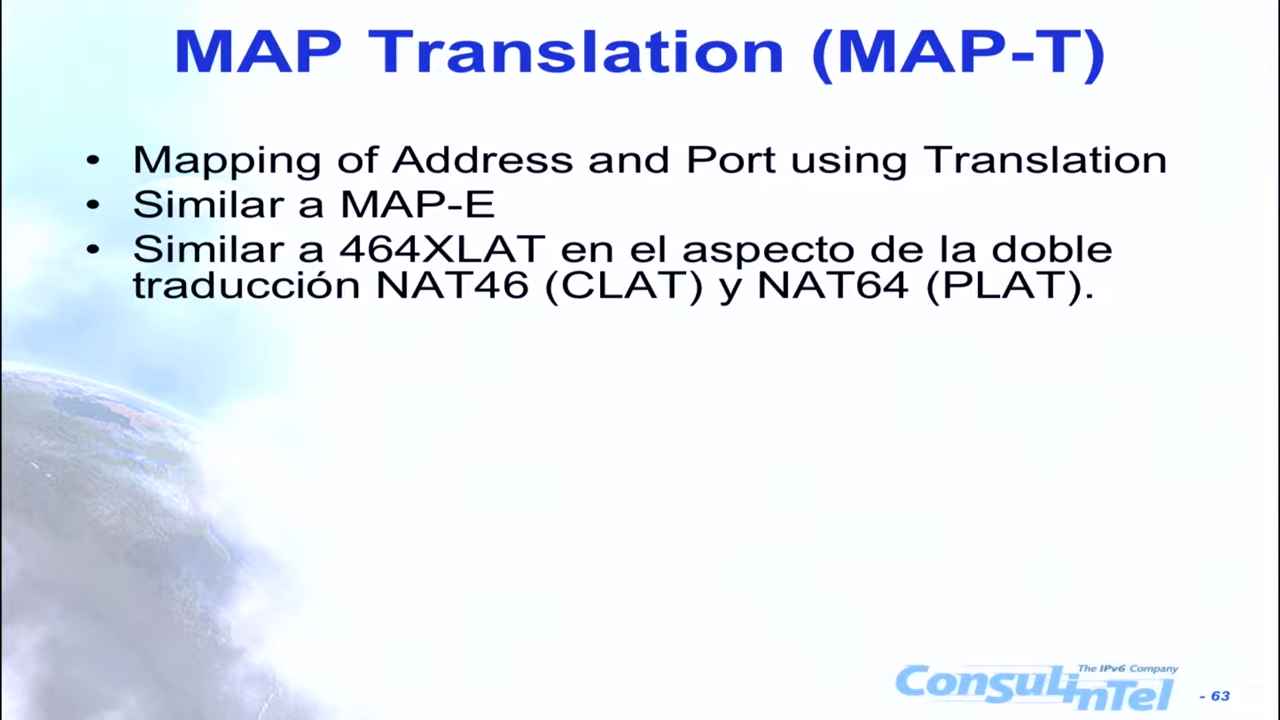 MAP Translation (MAP-T)
• Mapping of Address and Port using Translation
• Similar a MAP-E
• Similar a 464XLAT en el aspecto de la doble
traducción NAT46 (CLAT) y NAT64 (PLAT).
The IPv6 Company
ConsulinTel
- 63